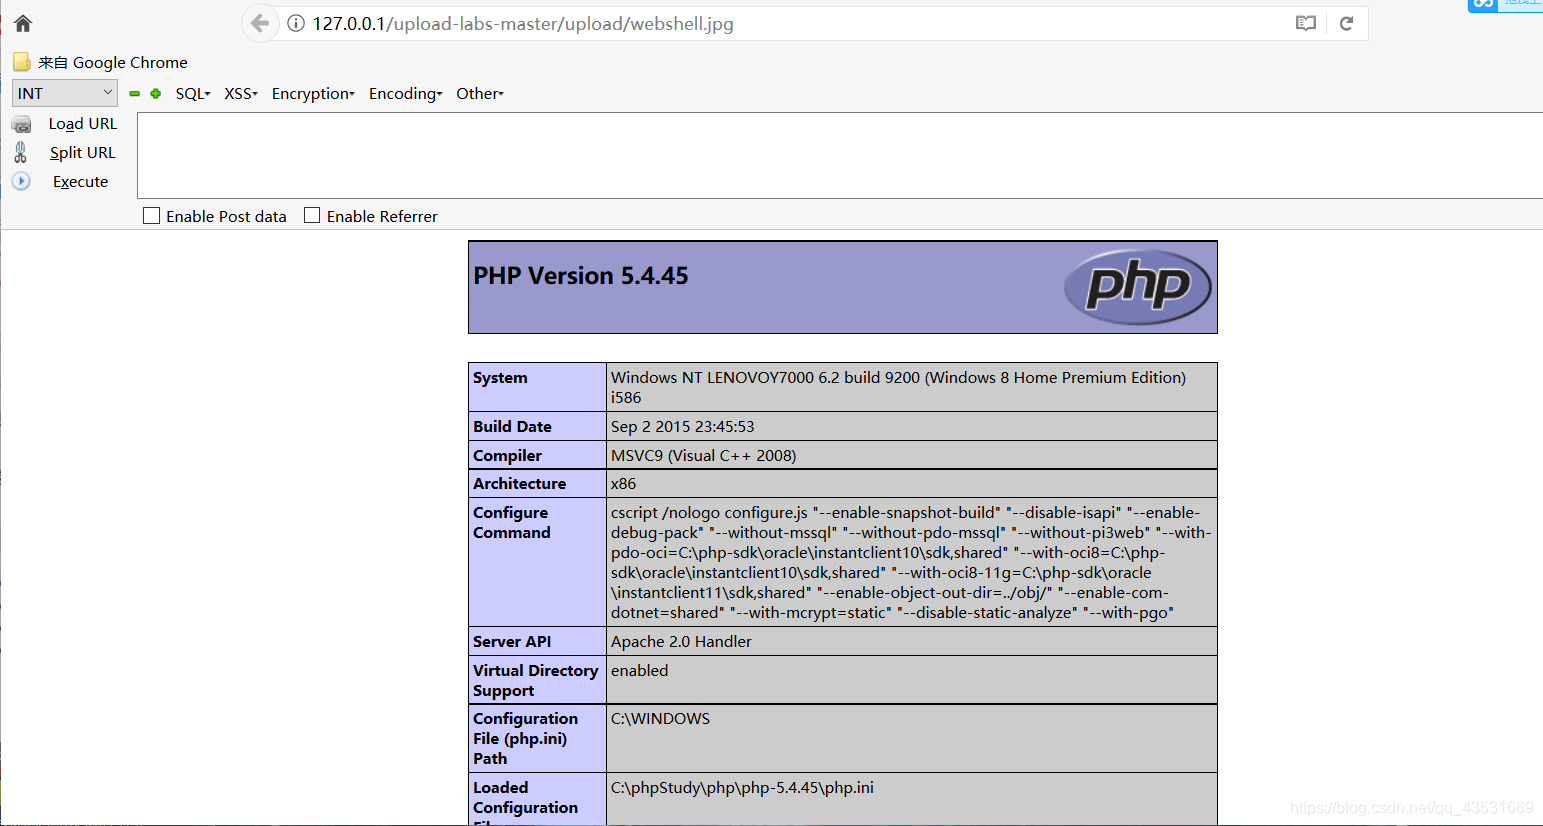 127.0.0.1/upload-labs-master/upload/webshell.jpg
来自 Google Chrome
INT SQL XSS Encryption Encoding Other
Load URL
Split URL
Execute
Enable Post data Enable Referrer
PHP Version 5.4.45
php
System
Windows NT LENOVOY7000 6.2 build 9200 (Windows 8 Home Premium Edition)
i586
Build Date
Sep 2 2015 23:45:53
Compiler
MSVC9 (Visual C++ 2008)
Architecture
x86
Configure
Command
cscript /nologo configure.js "--enable-snapshot-build" "--disable-isapi" "--enable-
debug-pack" "--without-mssql" "--without-pdo-mssql" "--without-pi3web" "--with-
pdo-oci=C:\php-sdk\oracle\instantclient10\sdk,shared" "--with-oci8=C:\php-
sdk\oracle\instantclient10\sdk,shared" "--with-oci8-11g=C:\php-sdk\oracle
\instantclient11\sdk,shared" "--enable-object-out-dir=../obj/" "--enable-com-
dotnet=shared" "--with-mcrypt=static" "--disable-static-analyze" "--with-pgo"
Server API
Apache 2.0 Handler
Virtual Directory
Support
enabled
Configuration
File (php.ini)
Path
C:\WINDOWS
Loaded
Configuration
C:\phpStudy\php\php-5.4.45\php.ini
https://blog.csdn.net/qq_43531669